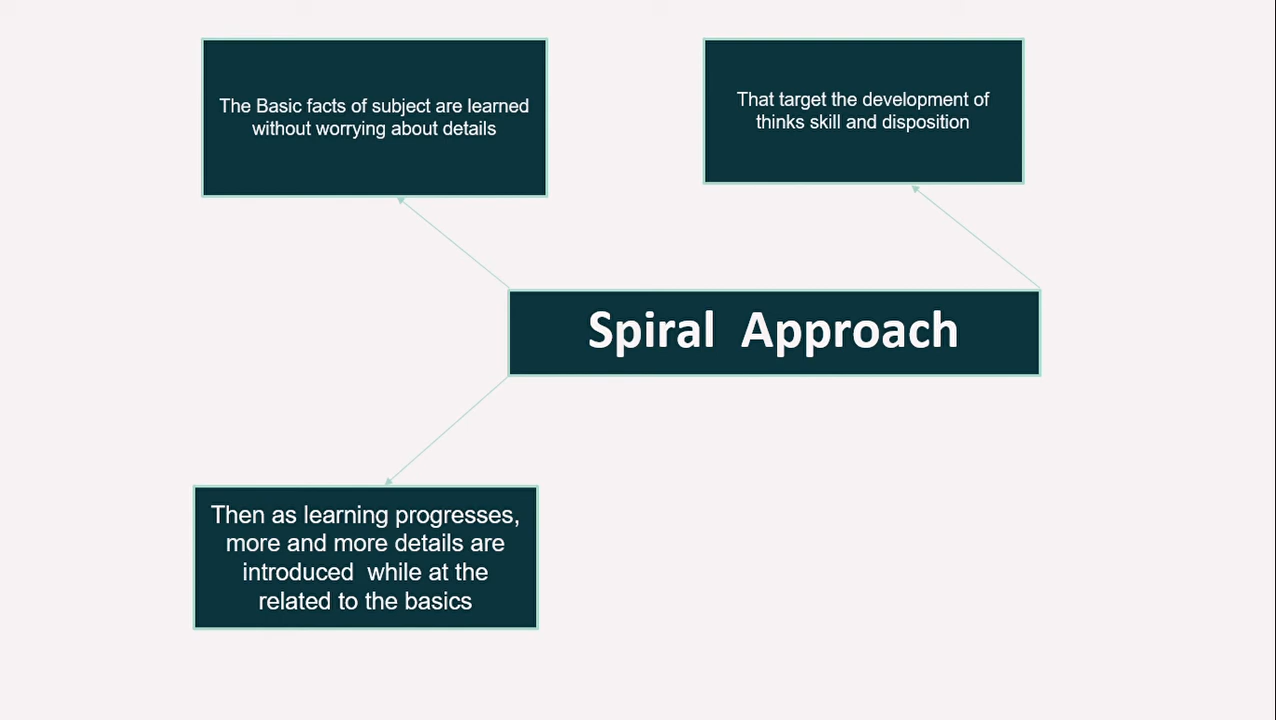 The Basic facts of subject are learned
without worrying about details
That target the development of
thinks skill and disposition
Spiral  Approach
Then as learning progresses,
more and more details are
introduced  while at the
related to the basics